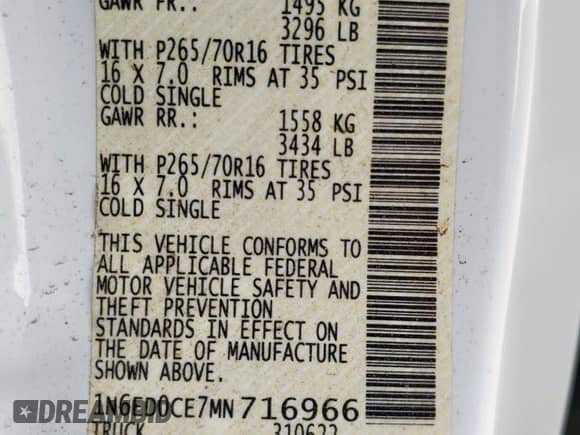 GAWR FR.: 1495 KG
3296 LB
WITH P265/70R16 TIRES
16 X 7.0 RIMS AT 35 PSI
COLD SINGLE
GAWR RR.: 1558 KG
3434 LB
WITH P265/70R16 TIRES
16 X 7.0 RIMS AT 35 PSI
COLD SINGLE
THIS VEHICLE CONFORMS TO
ALL APPLICABLE FEDERAL
MOTOR VEHICLE SAFETY AND
THEFT PREVENTION
STANDARDS IN EFFECT ON
THE DATE OF MANUFACTURE
SHOWN ABOVE.
1N6ED0CE7MN716966
TRUCK 310622
DREAMBID